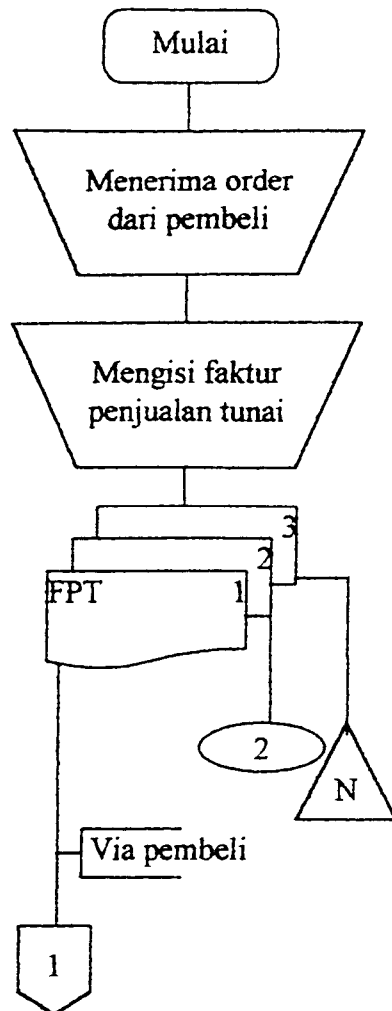 Mulai
Menerima order
dari pembeli
Mengisi faktur
penjualan tunai
3
2
FPT 1
2
N
Via pembeli
1